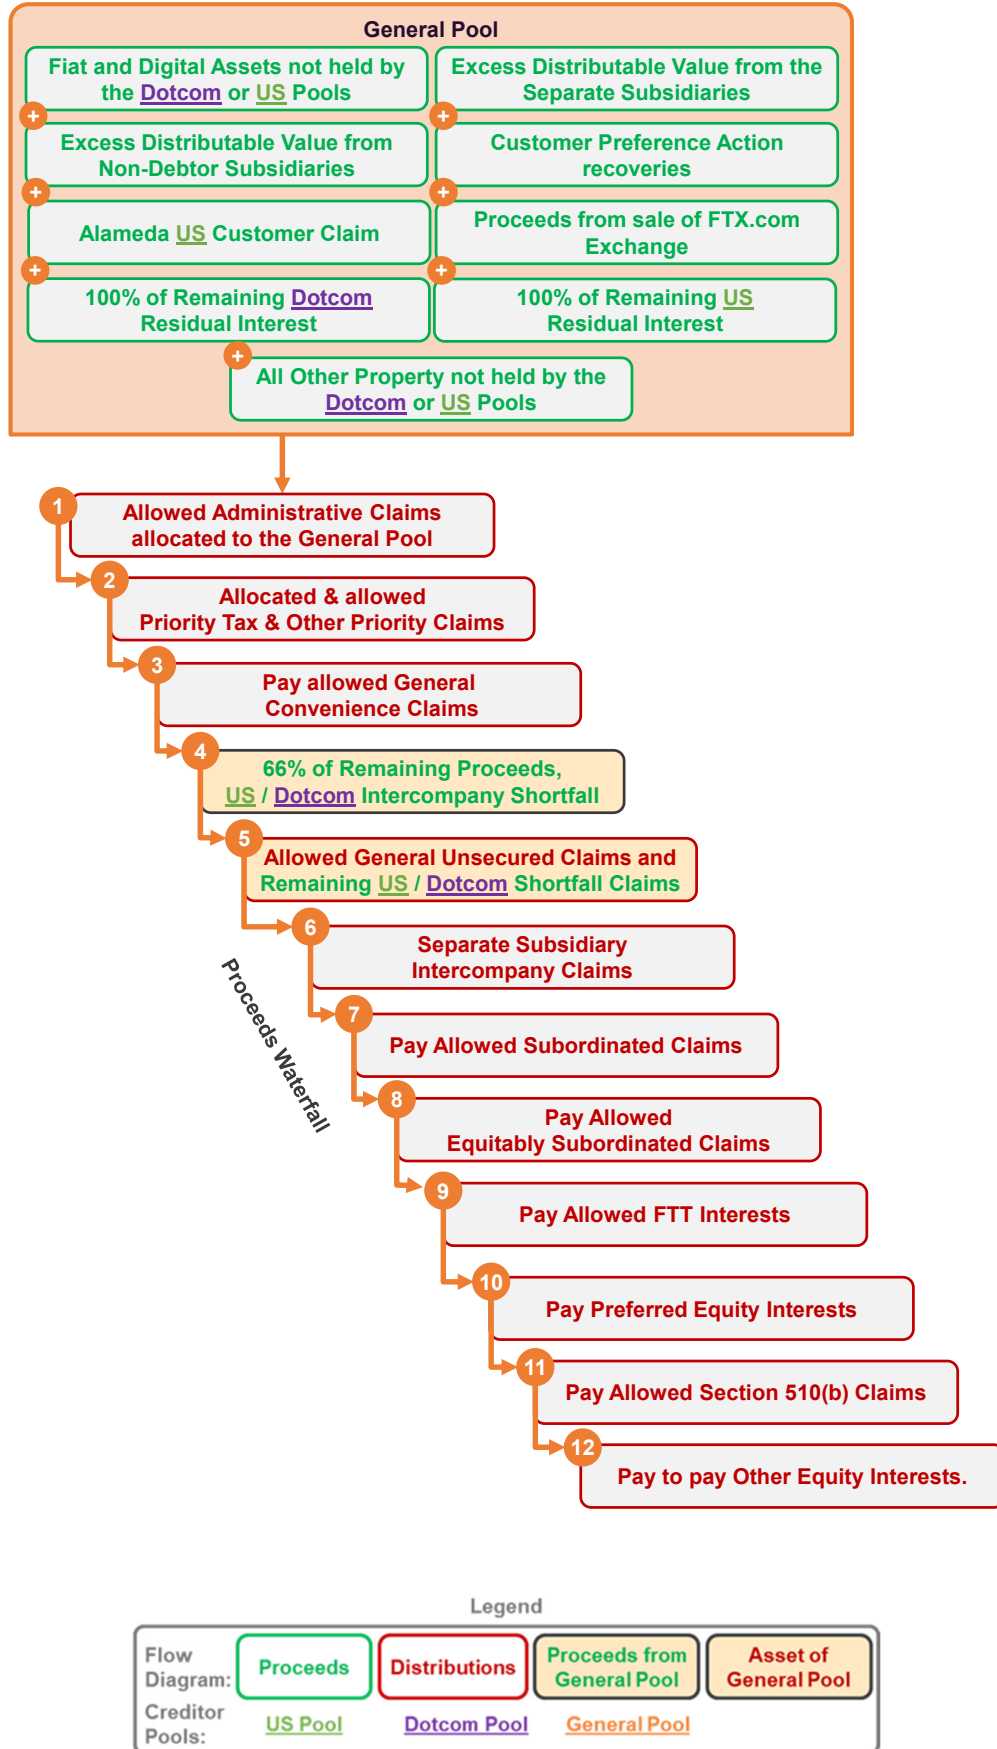 General Pool
Fiat and Digital Assets not held by
the Dotcom or US Pools
Excess Distributable Value from the
Separate Subsidiaries
+
+
Excess Distributable Value from
Non-Debtor Subsidiaries
Customer Preference Action
recoveries
+
+
Alameda US Customer Claim
Proceeds from sale of FTX.com
Exchange
+
+
100% of Remaining Dotcom
Residual Interest
100% of Remaining US
Residual Interest
+
All Other Property not held by the
Dotcom or US Pools
1
Allowed Administrative Claims
allocated to the General Pool
2
Allocated & allowed
Priority Tax & Other Priority Claims
3
Pay allowed General
Convenience Claims
4
66% of Remaining Proceeds,
US / Dotcom Intercompany Shortfall
5
Allowed General Unsecured Claims and
Remaining US / Dotcom Shortfall Claims
6
Separate Subsidiary
Intercompany Claims
Proceeds Waterfall
7
Pay Allowed Subordinated Claims
8
Pay Allowed
Equitably Subordinated Claims
9
Pay Allowed FTT Interests
10
Pay Preferred Equity Interests
11
Pay Allowed Section 510(b) Claims
12
Pay to pay Other Equity Interests.
Legend
Flow
Diagram:
Proceeds
Distributions
Proceeds from
General Pool
Asset of
General Pool
Creditor
Pools:
US Pool
Dotcom Pool
General Pool